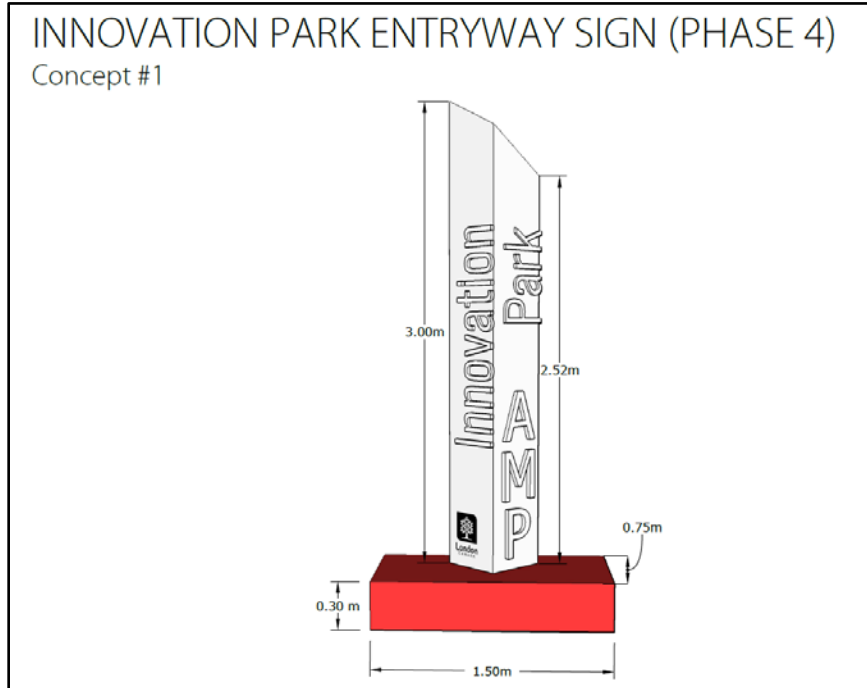 INNOVATION PARK ENTRYWAY SIGN (PHASE 4)
Concept #1
3.00m
Innovation
Park
2.52m
AMP
London
CANADA
0.75m
0.30 m
1.50m